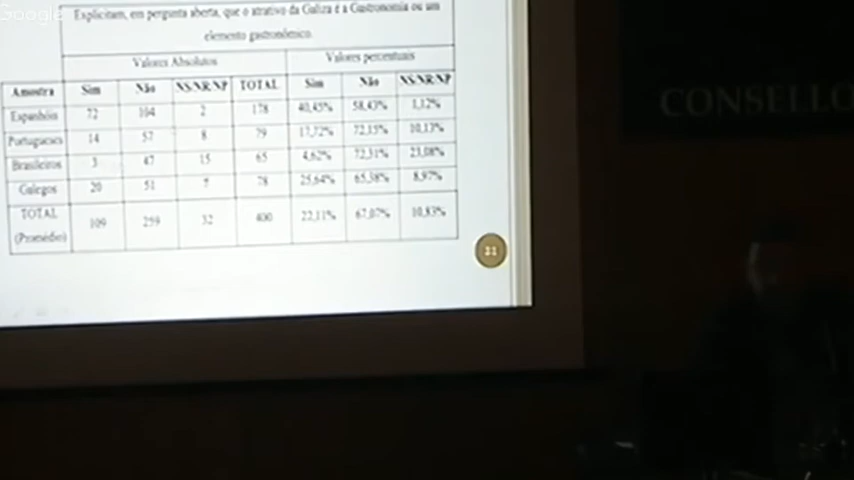 Google
Explicitam, em pergunta aberta, que o atrativo da Galiza é a Gastronomia ou um
elemento gastronómico.
Valores Absolutos Valores percentuais
Amostra Sim Não NS/NR/NP TOTAL Sim Não NS/NR/NP
Espanhóis 72 104 2 178 40,45% 58,43% 1,12%
Portugueses 14 57 8 79 17,72% 72,15% 10,13%
Brasileiros 3 47 15 65 4,62% 72,31% 23,08%
Galegos 20 51 7 78 25,64% 65,38% 8,97%
TOTAL
(Promédio) 109 259 32 400 22,11% 67,07% 10,83%
CONSELLO